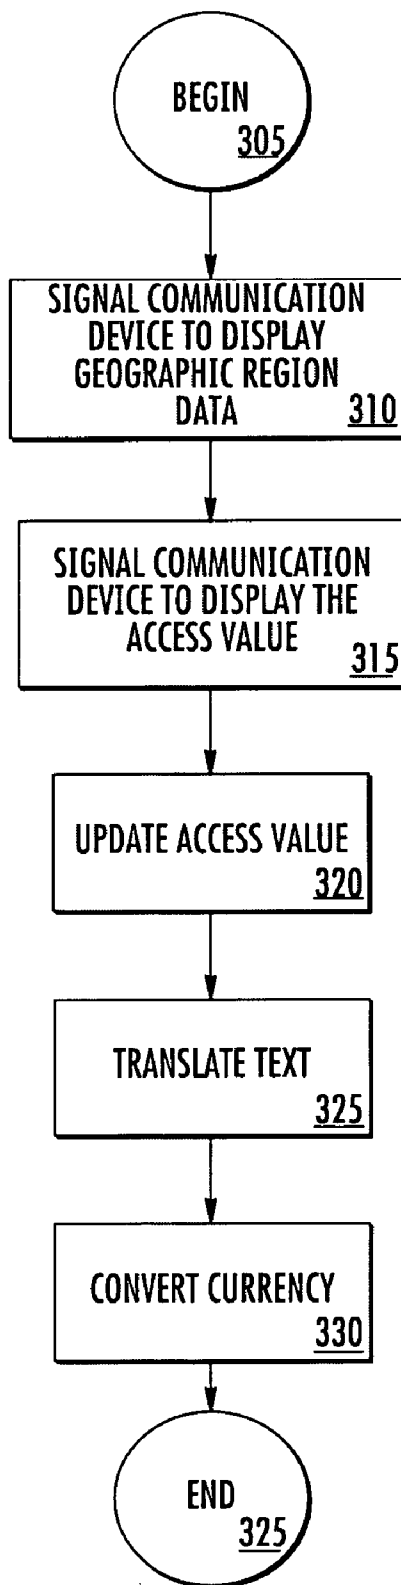 BEGIN
305
SIGNAL COMMUNICATION
DEVICE TO DISPLAY
GEOGRAPHIC REGION
DATA
310
SIGNAL COMMUNICATION
DEVICE TO DISPLAY THE
ACCESS VALUE
315
UPDATE ACCESS VALUE
320
TRANSLATE TEXT
325
CONVERT CURRENCY
330
END
325